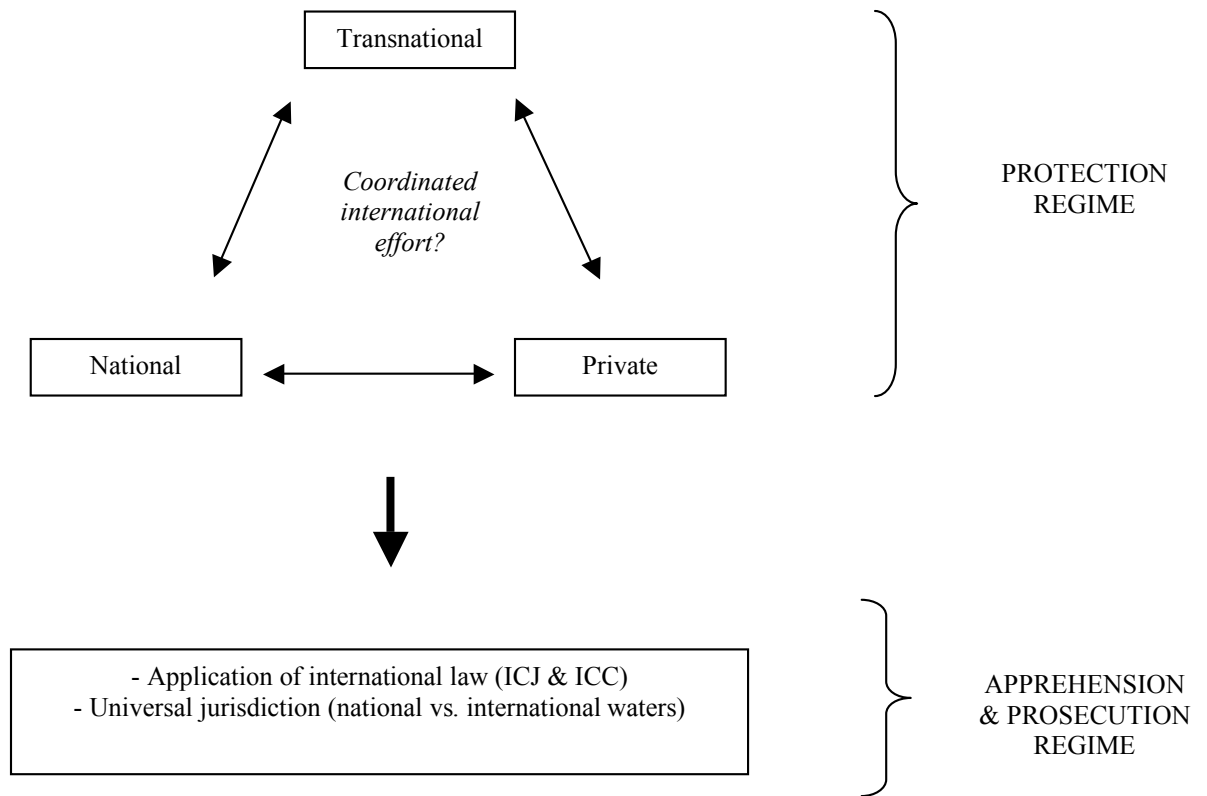 Transnational
Coordinated
international
effort?
PROTECTION
REGIME
National
Private
- Application of international law (ICJ & ICC)
- Universal jurisdiction (national vs. international waters)
APPREHENSION
& PROSECUTION
REGIME